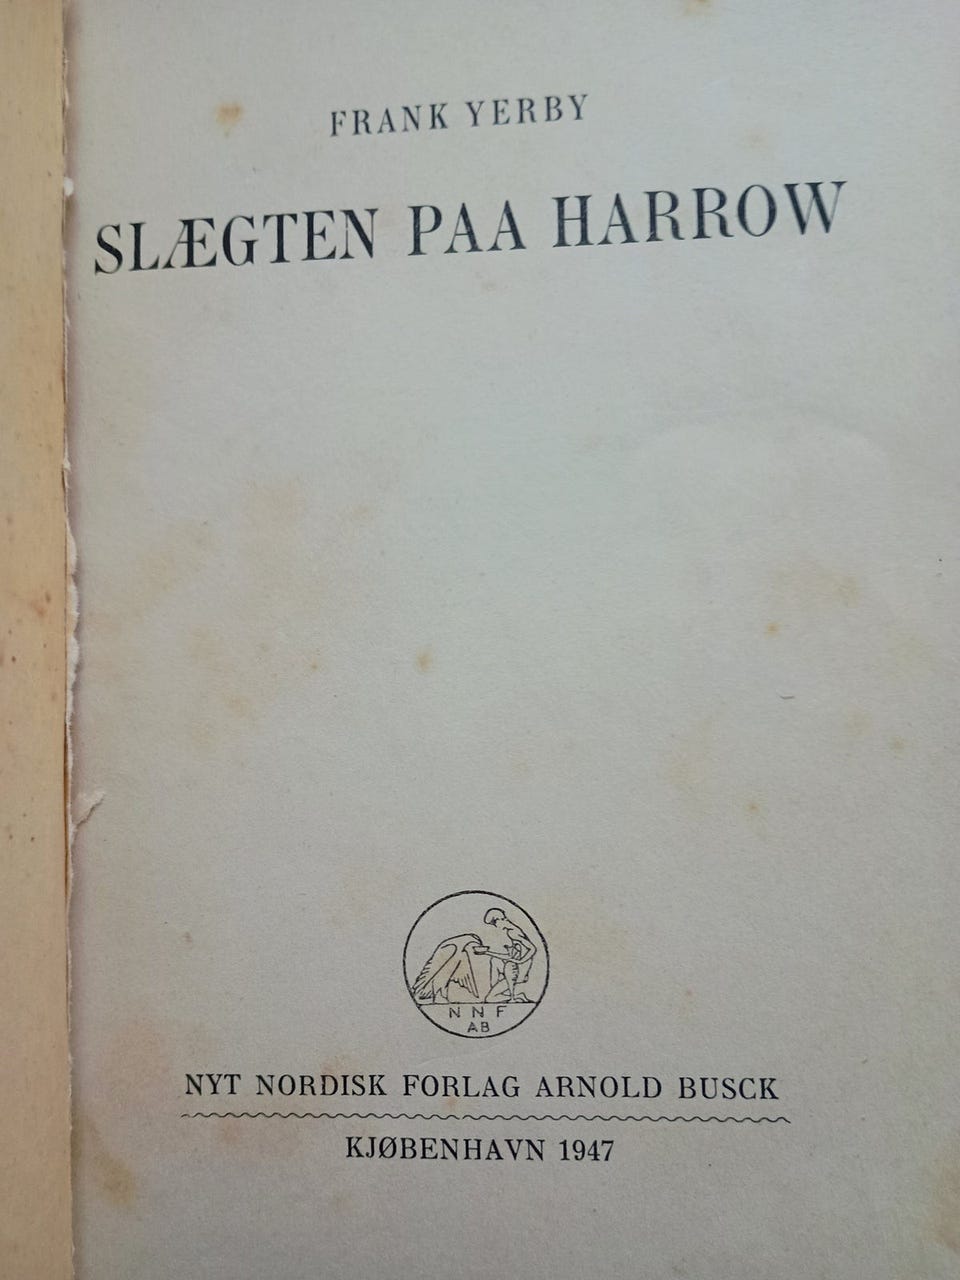 FRANK YERBY
SLÆGTEN PAA HARROW
N N F
AB
NYT NORDISK FORLAG ARNOLD BUSCK
KJØBENHAVN 1947